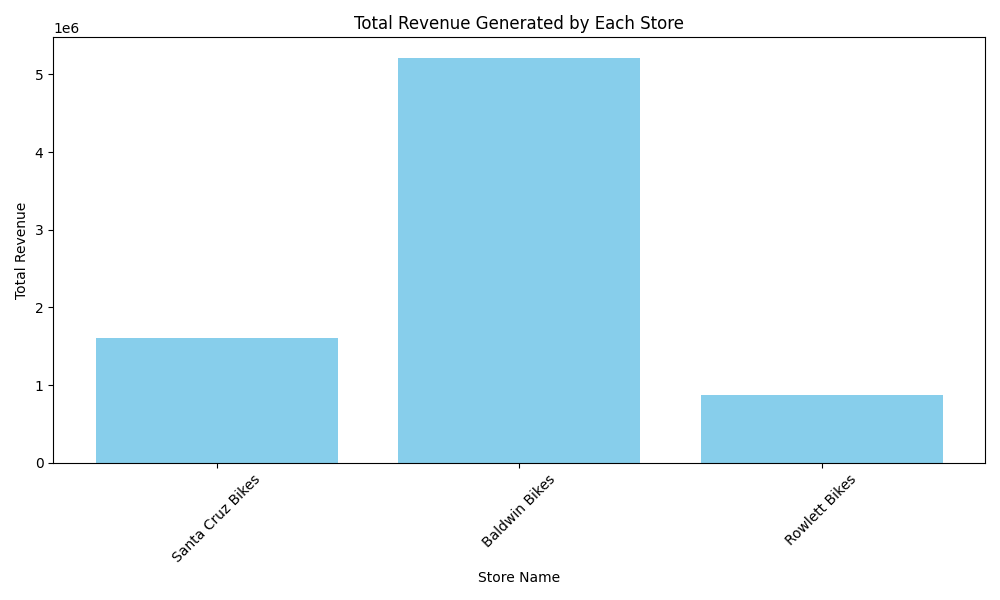 Total Revenue Generated by Each Store
1e6
5
4
3
2
1
0
Total Revenue
Santa Cruz Bikes
Baldwin Bikes
Rowlett Bikes
Store Name